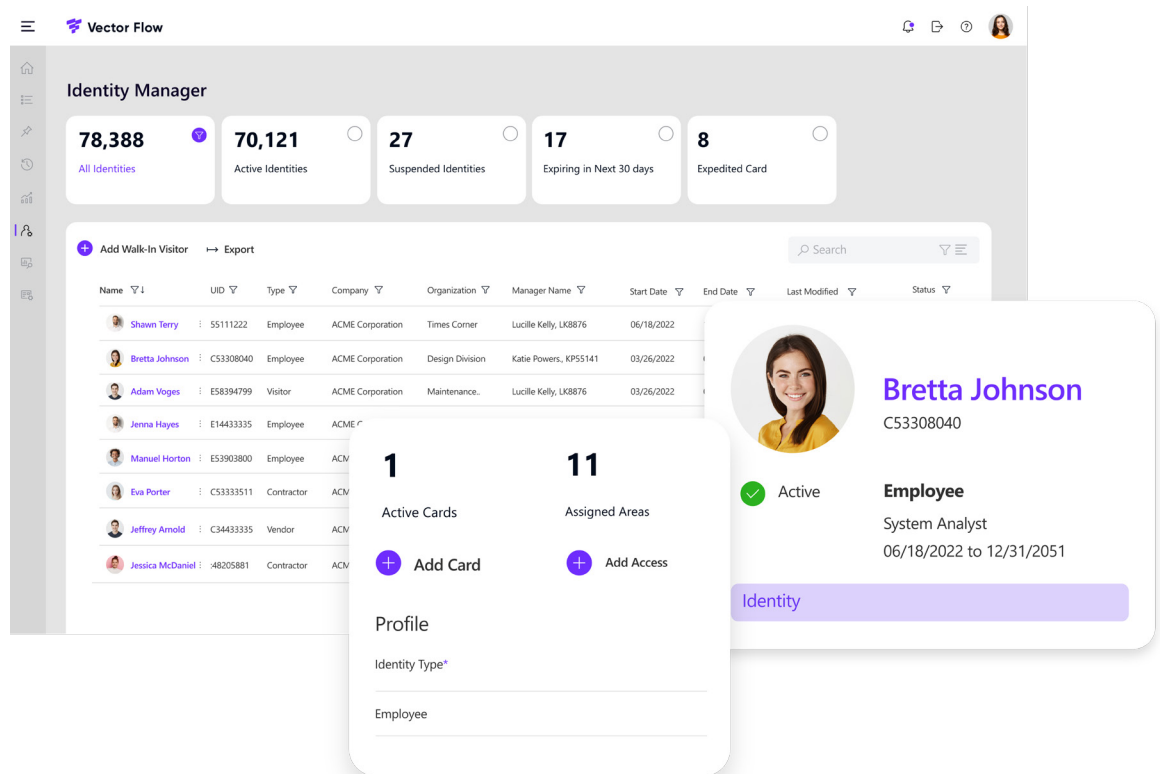 Vector Flow
Identity Manager
78,388
All Identities
70,121
Active Identities
27
Suspended Identities
17
Expiring in Next 30 days
8
Expedited Card
Add Walk-In Visitor Export Search
Name UID Type Company Organization Manager Name Start Date End Date Last Modified Status
Shawn Terry 55111222 Employee ACME Corporation Times Corner Lucille Kelly, LK8876 06/18/2022
Bretta Johnson C53308040 Employee ACME Corporation Design Division Katie Powers., KP55141 03/26/2022
Adam Voges E58394799 Visitor ACME Corporation Maintenance.. Lucille Kelly, LK8876 03/26/2022
Jenna Hayes E14433335 Employee ACME
Manuel Horton E53903800 Employee ACM
Eva Porter C53333511 Contractor ACM
Jeffrey Arnold C34433335 Vendor ACM
Jessica McDaniel :48205881 Contractor ACM
1
Active Cards
11
Assigned Areas
Add Card
Add Access
Profile
Identity Type*
Employee
Bretta Johnson
C53308040
Active
Employee
System Analyst
06/18/2022 to 12/31/2051
Identity